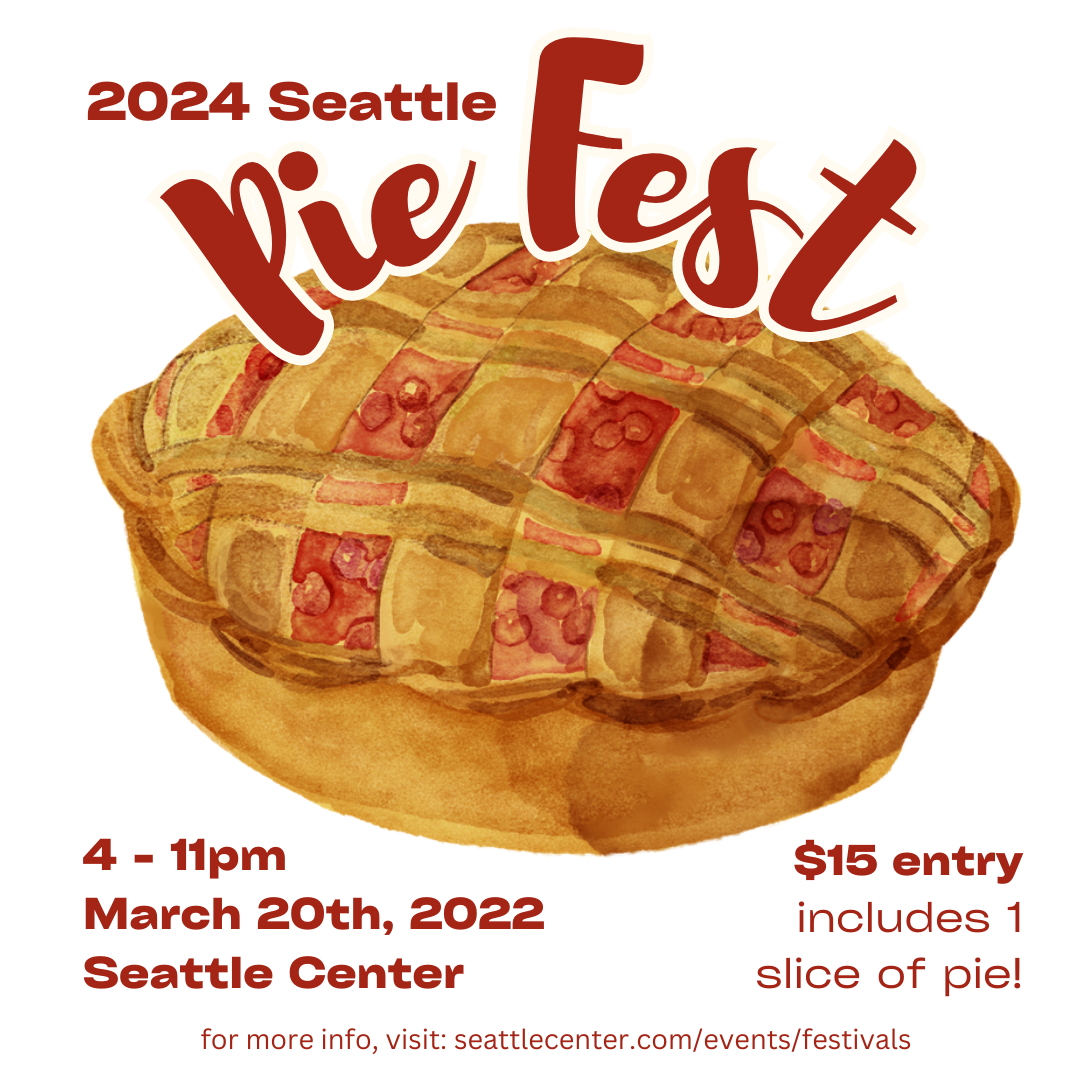 2024 Seattle
Pie Fest
4 - 11pm
March 20th, 2022
Seattle Center
$15 entry
includes 1
slice of pie!
for more info, visit: seattlecenter.com/events/festivals